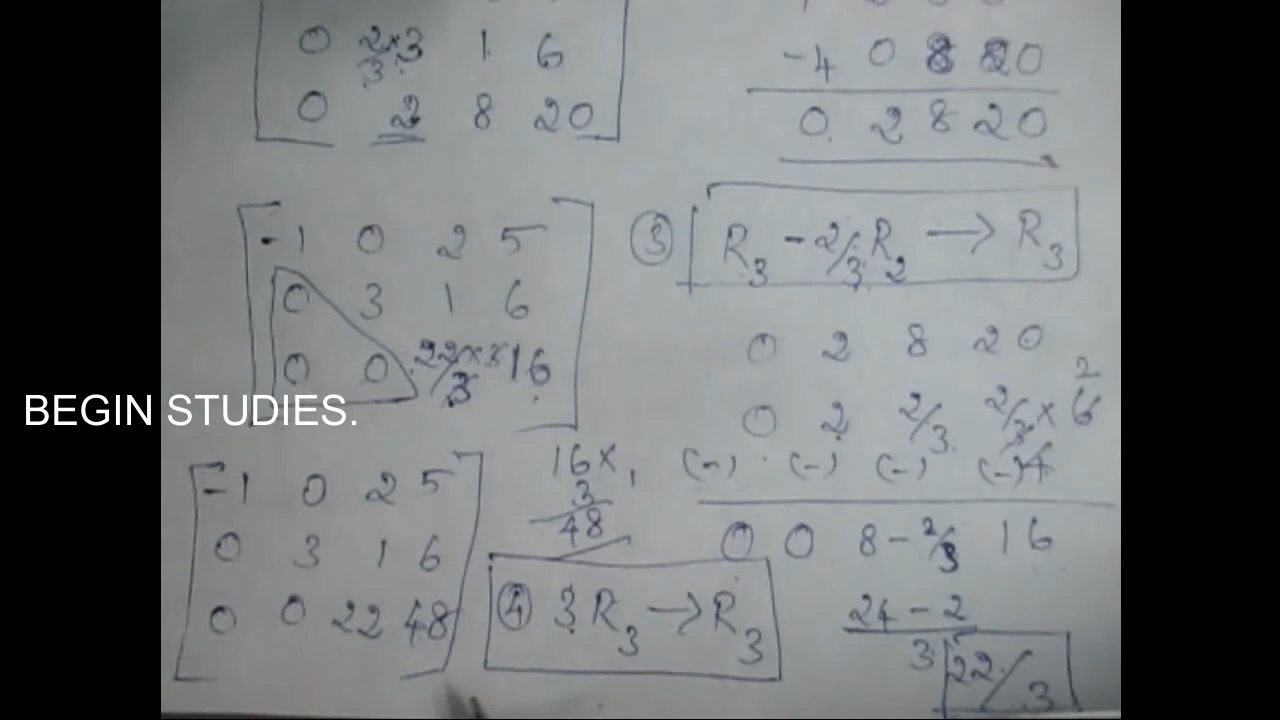 0 2×3/3 1 6
0 2 8 20
-4 0 8 20
0 2 8 20
-1 0 2 5
0 3 1 6
0 0 22×3/3 16
③ R₃ - 2/3 R₂ → R₃
0 2 8 20
2
0 2 2/3 2/3 × 6
(-) (-) (-) (-)4
0 0 8-2/3 16
24-2
3 22/3
BEGIN STUDIES.
16×
3
48
-1 0 2 5
0 3 1 6
0 0 22 48
④ 3R₃ → R₃